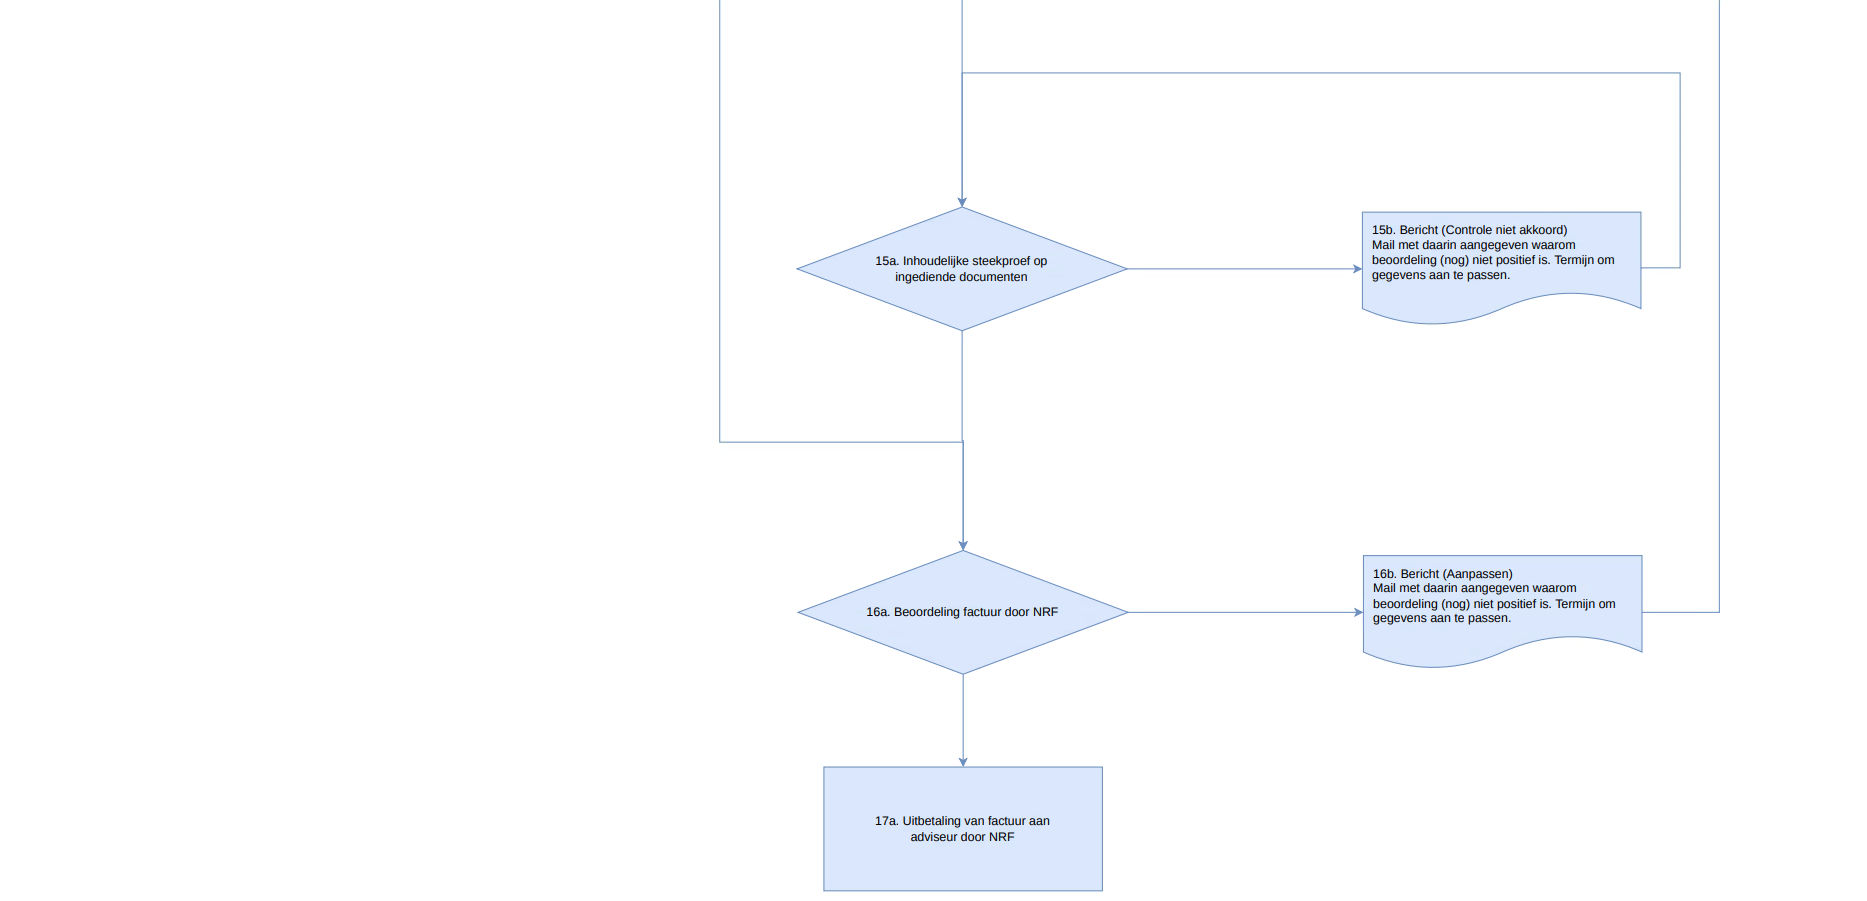 15a. Inhoudelijke steekproef op
ingediende documenten
15b. Bericht (Controle niet akkoord)
Mail met daarin aangegeven waarom
beoordeling (nog) niet positief is. Termijn om
gegevens aan te passen.
16a. Beoordeling factuur door NRF
16b. Bericht (Aanpassen)
Mail met daarin aangegeven waarom
beoordeling (nog) niet positief is. Termijn om
gegevens aan te passen.
17a. Uitbetaling van factuur aan
adviseur door NRF